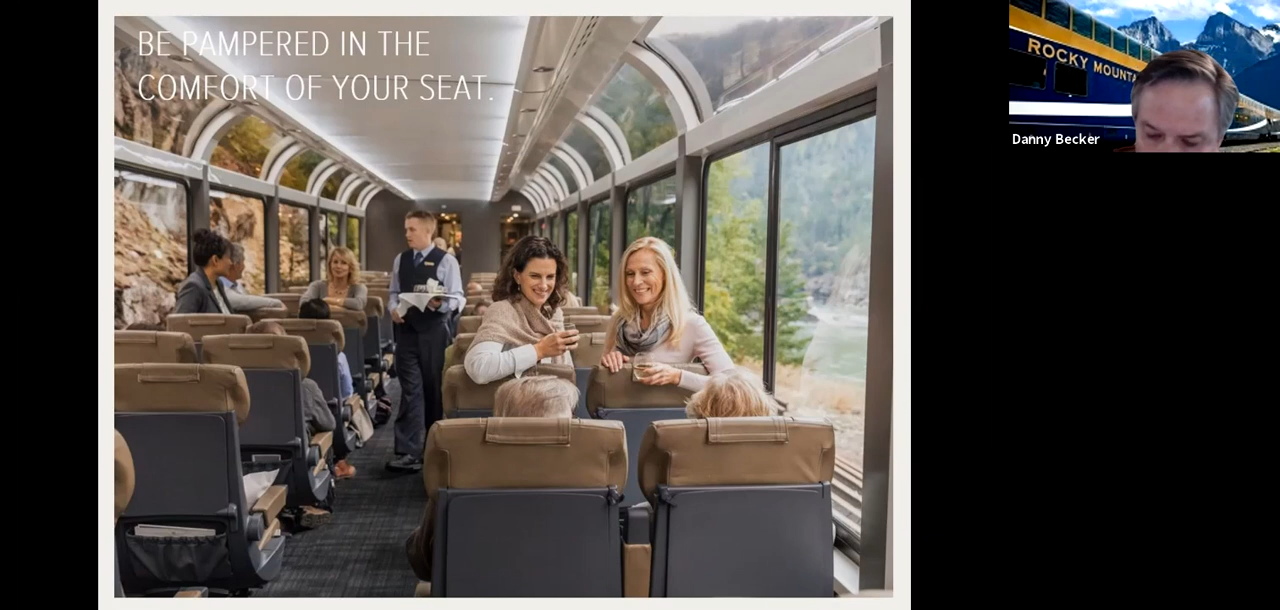 BE PAMPERED IN THE
COMFORT OF YOUR SEAT.
ROCKY MOUNTA
Danny Becker